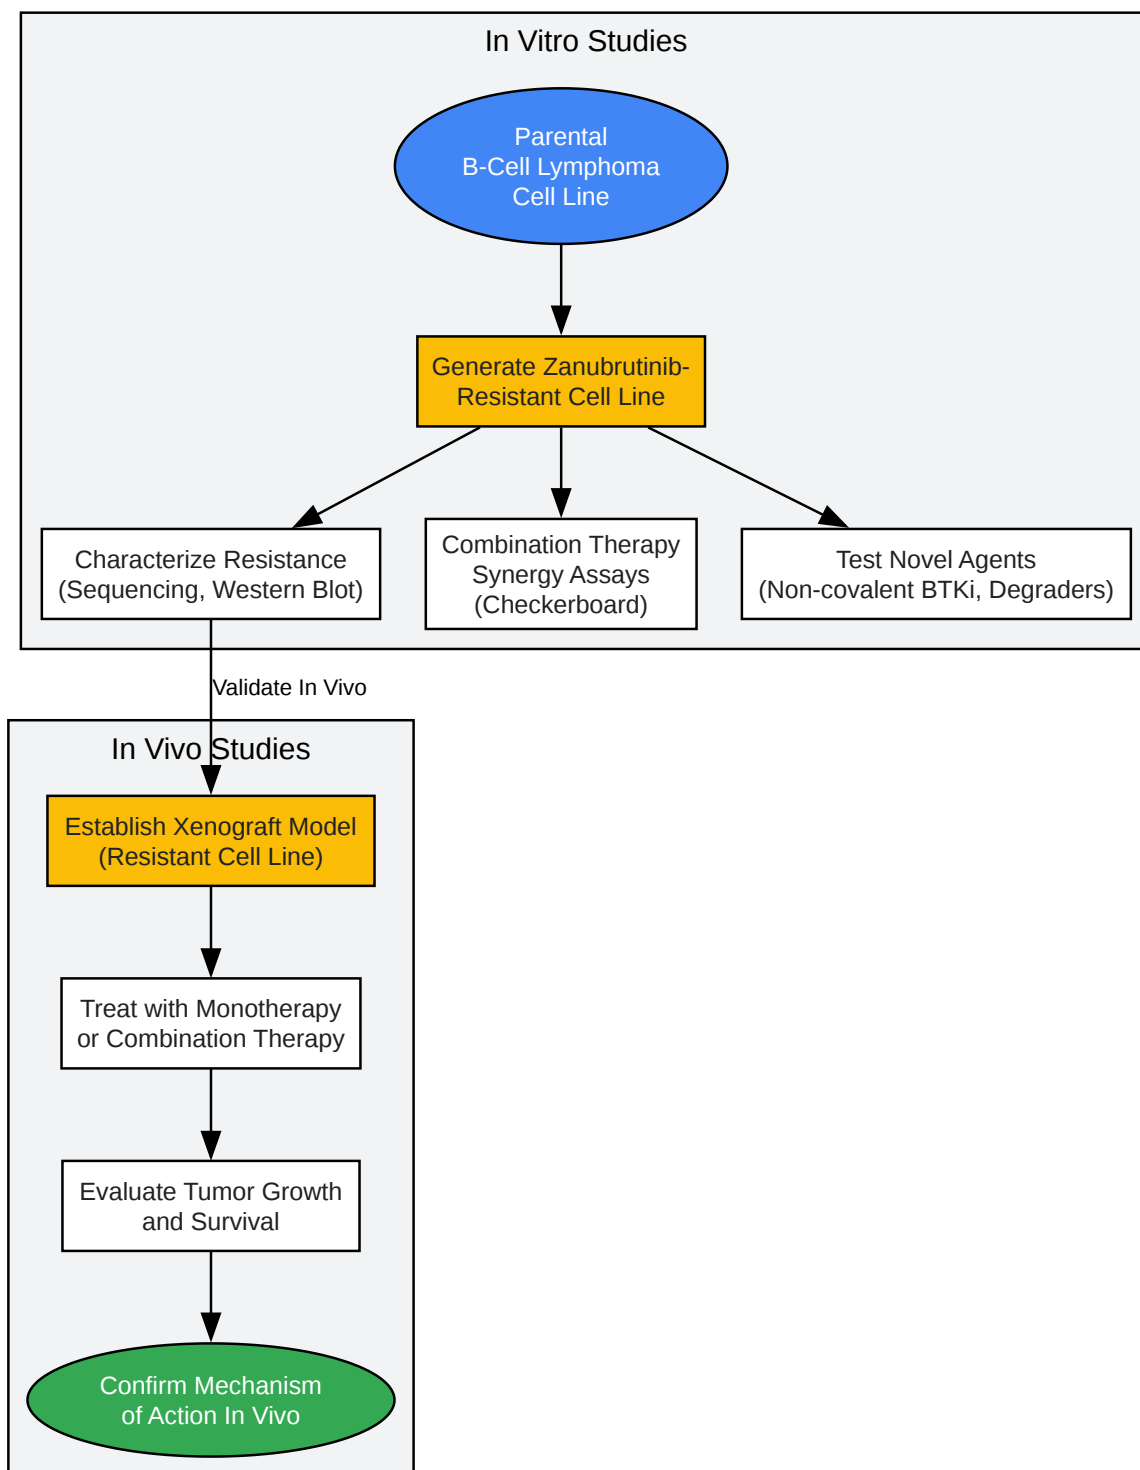 In Vitro Studies
Parental
B-Cell Lymphoma
Cell Line
Generate Zanubrutinib-
Resistant Cell Line
Characterize Resistance
(Sequencing, Western Blot)
Combination Therapy
Synergy Assays
(Checkerboard)
Test Novel Agents
(Non-covalent BTKi, Degraders)
Validate In Vivo
In Vivo Studies
Establish Xenograft Model
(Resistant Cell Line)
Treat with Monotherapy
or Combination Therapy
Evaluate Tumor Growth
and Survival
Confirm Mechanism
of Action In Vivo